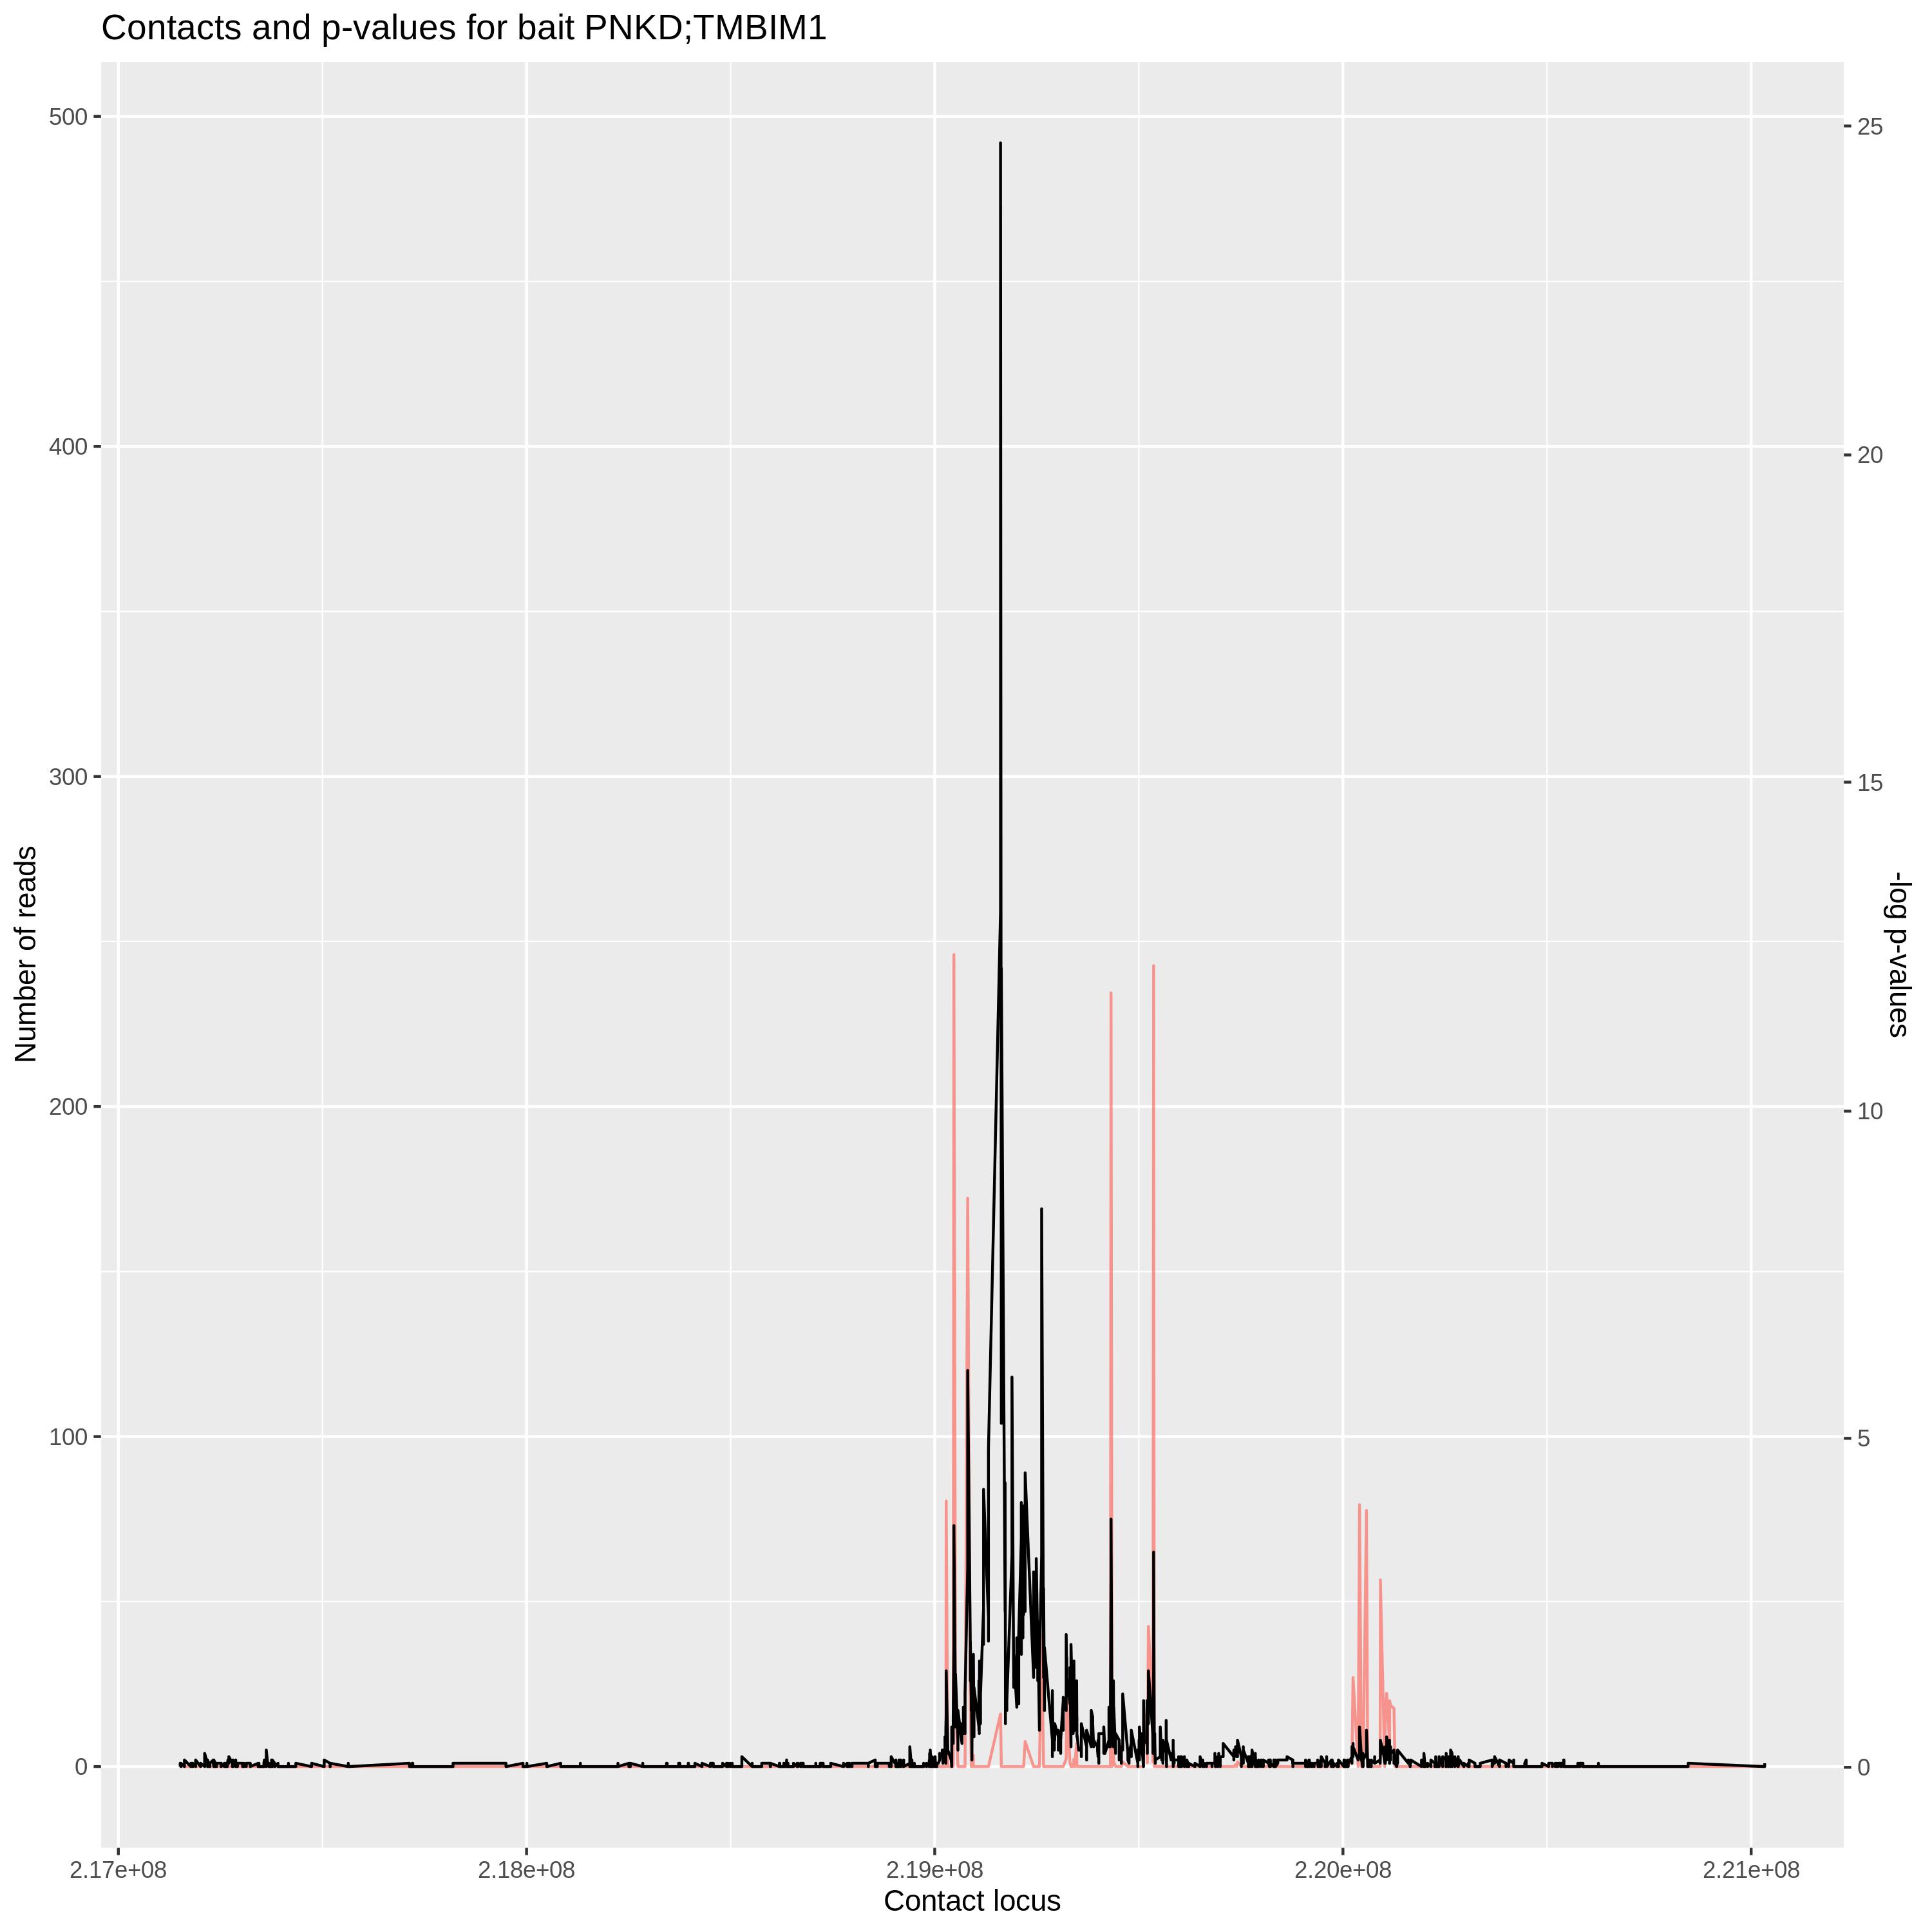 Contacts and p-values for bait PNKD;TMBIM1
500
400
300
200
100
0
Number of reads
25
20
15
10
5
0
-log p-values
2.17e+08
2.18e+08
2.19e+08
2.20e+08
2.21e+08
Contact locus